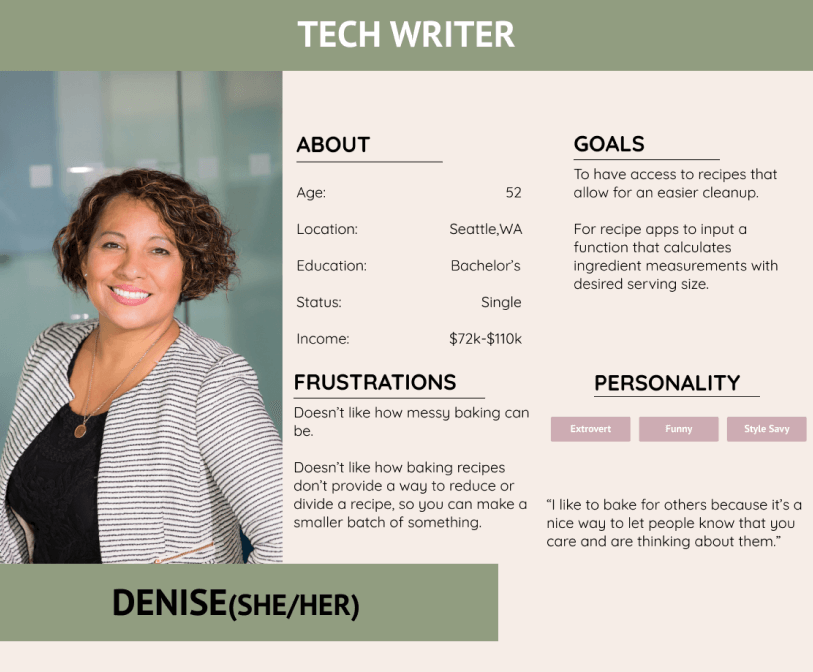 TECH WRITER
ABOUT
Age: 52
Location: Seattle,WA
Education: Bachelor's
Status: Single
Income: $72k-$110k
GOALS
To have access to recipes that
allow for an easier cleanup.
For recipe apps to input a
function that calculates
ingredient measurements with
desired serving size.
FRUSTRATIONS
Doesn't like how messy baking can
be.
Doesn't like how baking recipes
don't provide a way to reduce or
divide a recipe, so you can make a
smaller batch of something.
PERSONALITY
Extrovert
Funny
Style Savy
“I like to bake for others because it's a
nice way to let people know that you
care and are thinking about them.”
DENISE(SHE/HER)